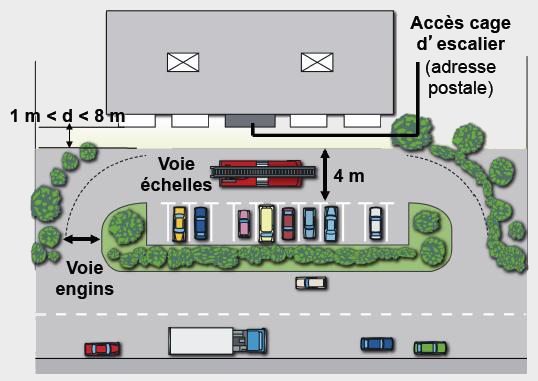 Accès cage
d’escalier
(adresse
postale)
1 m < d < 8 m
Voie
échelles
4 m
Voie
engins